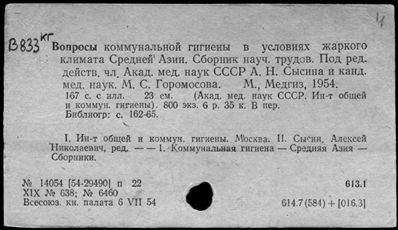 4
В833кг
Вопросы коммунальной гигиены в условиях жаркого
климата Средней Азии. Сборник науч. трудов. Под ред.
действ. чл. Акад. мед. наук СССР А. Н. Сысина и канд.
мед. наук. М. С. Горомосова. М., Медгиз, 1954.
167 с. с илл. 23 см. (Акад. мед. наук СССР. Ин-т общей
и коммун. гигиены). 800 экз. 6 р. 35 к. В пер.
Библиогр: с. 162-65.
I. Ин-т общей и коммун. гигиены. Москва. II. Сысин, Алексей
Николаевич, ред. — — 1. Коммунальная гигиена — Средняя Азия —
Сборники.
№ 14054 [54-29490] п 22 613.1
XIX № 638; № 6460
Всесоюз. кн. палата 6 VII 54 614.7(584) + [016.3]